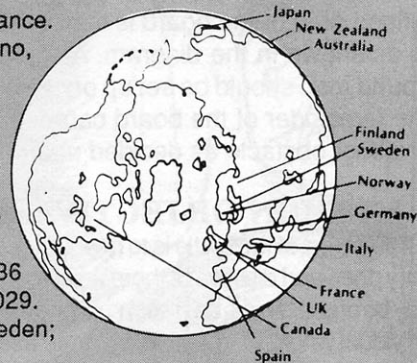 ance.
no,
36
029.
eden;
Japan
New Zealand
Australia
Finland
Sweden
Norway
Germany
Italy
France
UK
Canada
Spain